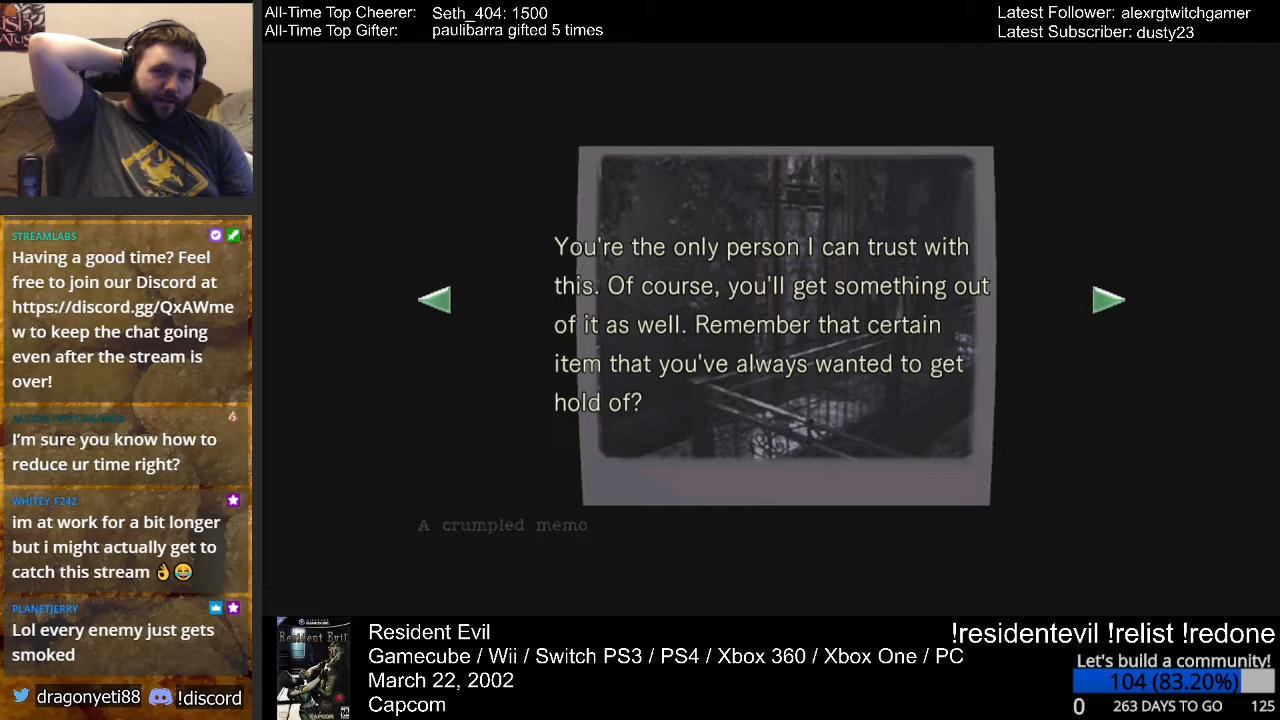 All-Time Top Cheerer: Seth_404: 1500
All-Time Top Gifter: paulibarra gifted 5 times
Latest Follower: alexrgtwitchgamer
Latest Subscriber: dusty23
STREAMLABS
Having a good time? Feel
free to join our Discord at
https://discord.gg/QxAWme
w to keep the chat going
even after the stream is
over!
I'm sure you know how to
reduce ur time right?
WHITEY_F242
im at work for a bit longer
but i might actually get to
catch this stream 👌😂
PLANETJERRY
Lol every enemy just gets
smoked
dragonyeti88 !discord
You're the only person I can trust with
this. Of course, you'll get something out
of it as well. Remember that certain
item that you've always wanted to get
hold of?
A crumpled memo
Resident Evil
CAPCOM
Resident Evil
Gamecube / Wii / Switch PS3 / PS4 / Xbox 360 / Xbox One / PC
March 22, 2002
Capcom
!residentevil !relist !redone
Let's build a community!
104 (83.20%)
0 263 DAYS TO GO 125